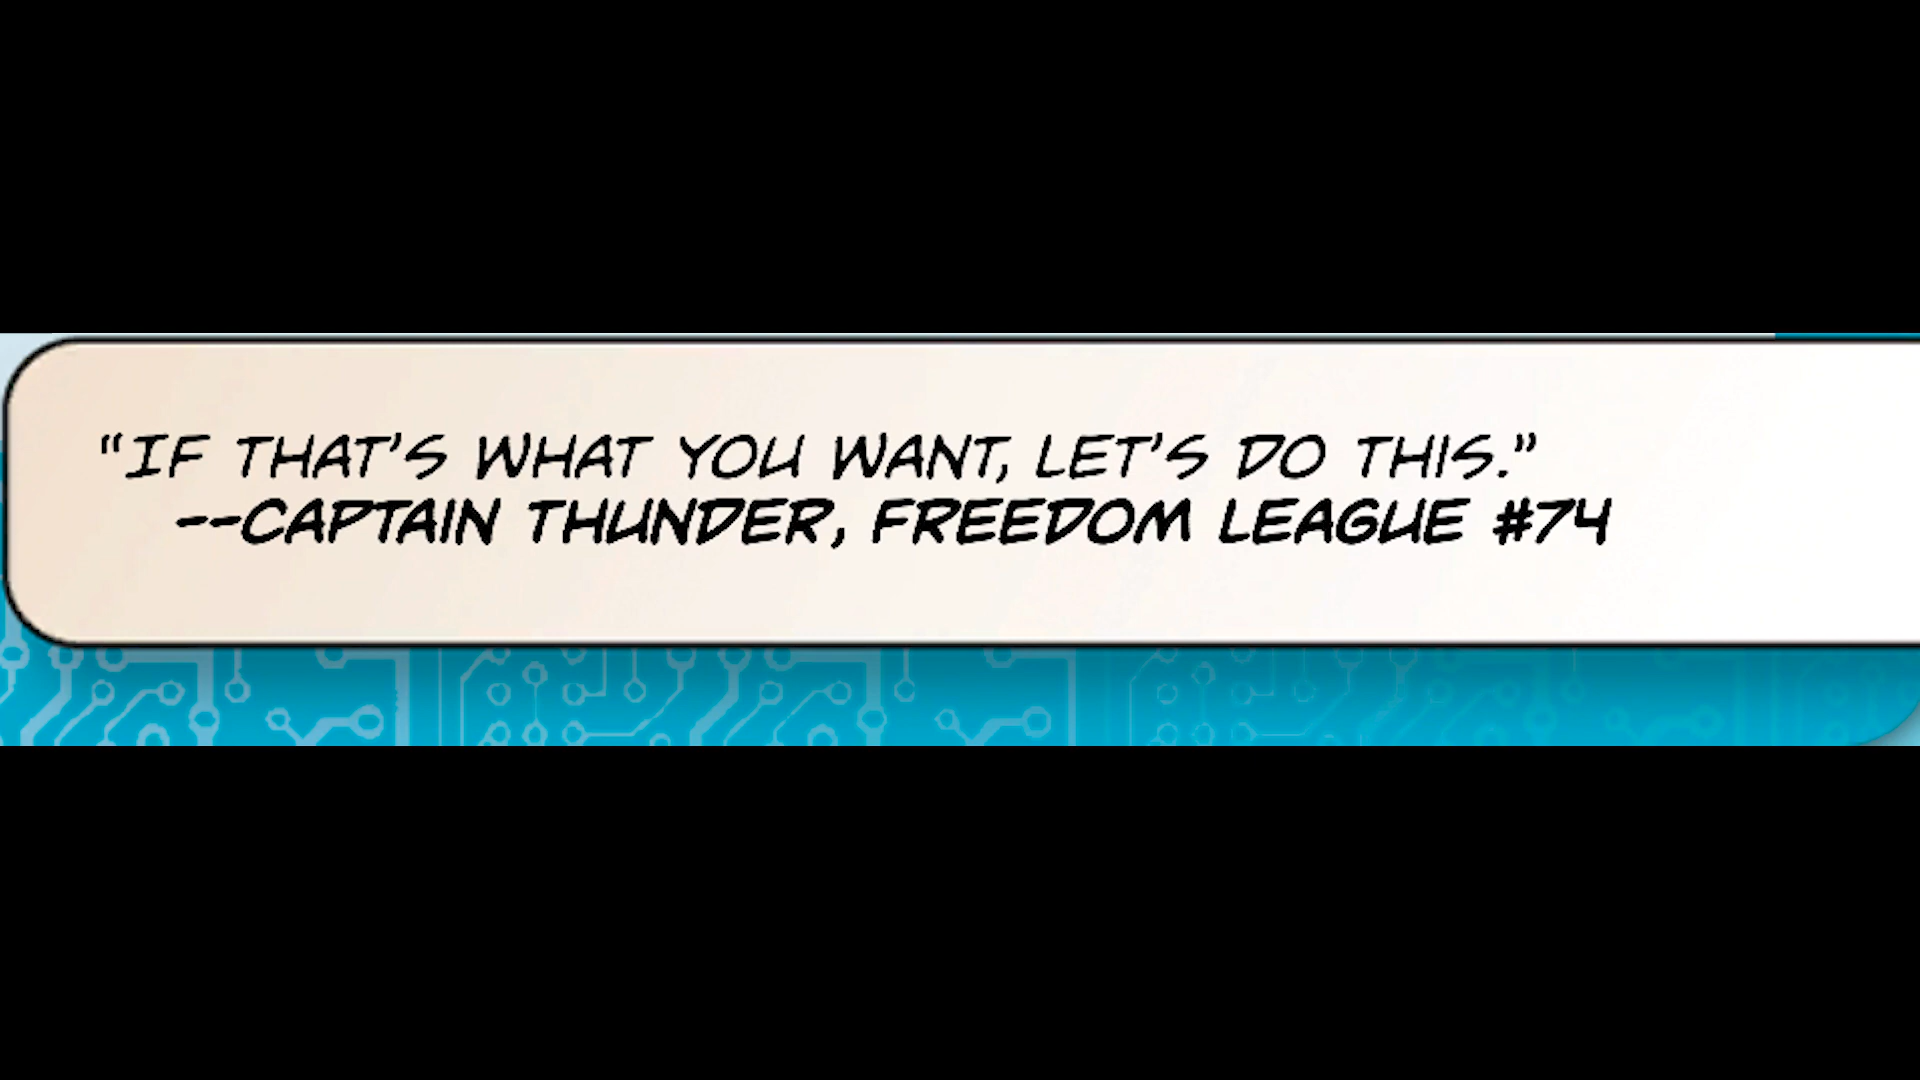 “IF THAT’S WHAT YOU WANT, LET’S DO THIS.”
--CAPTAIN THUNDER, FREEDOM LEAGUE #74